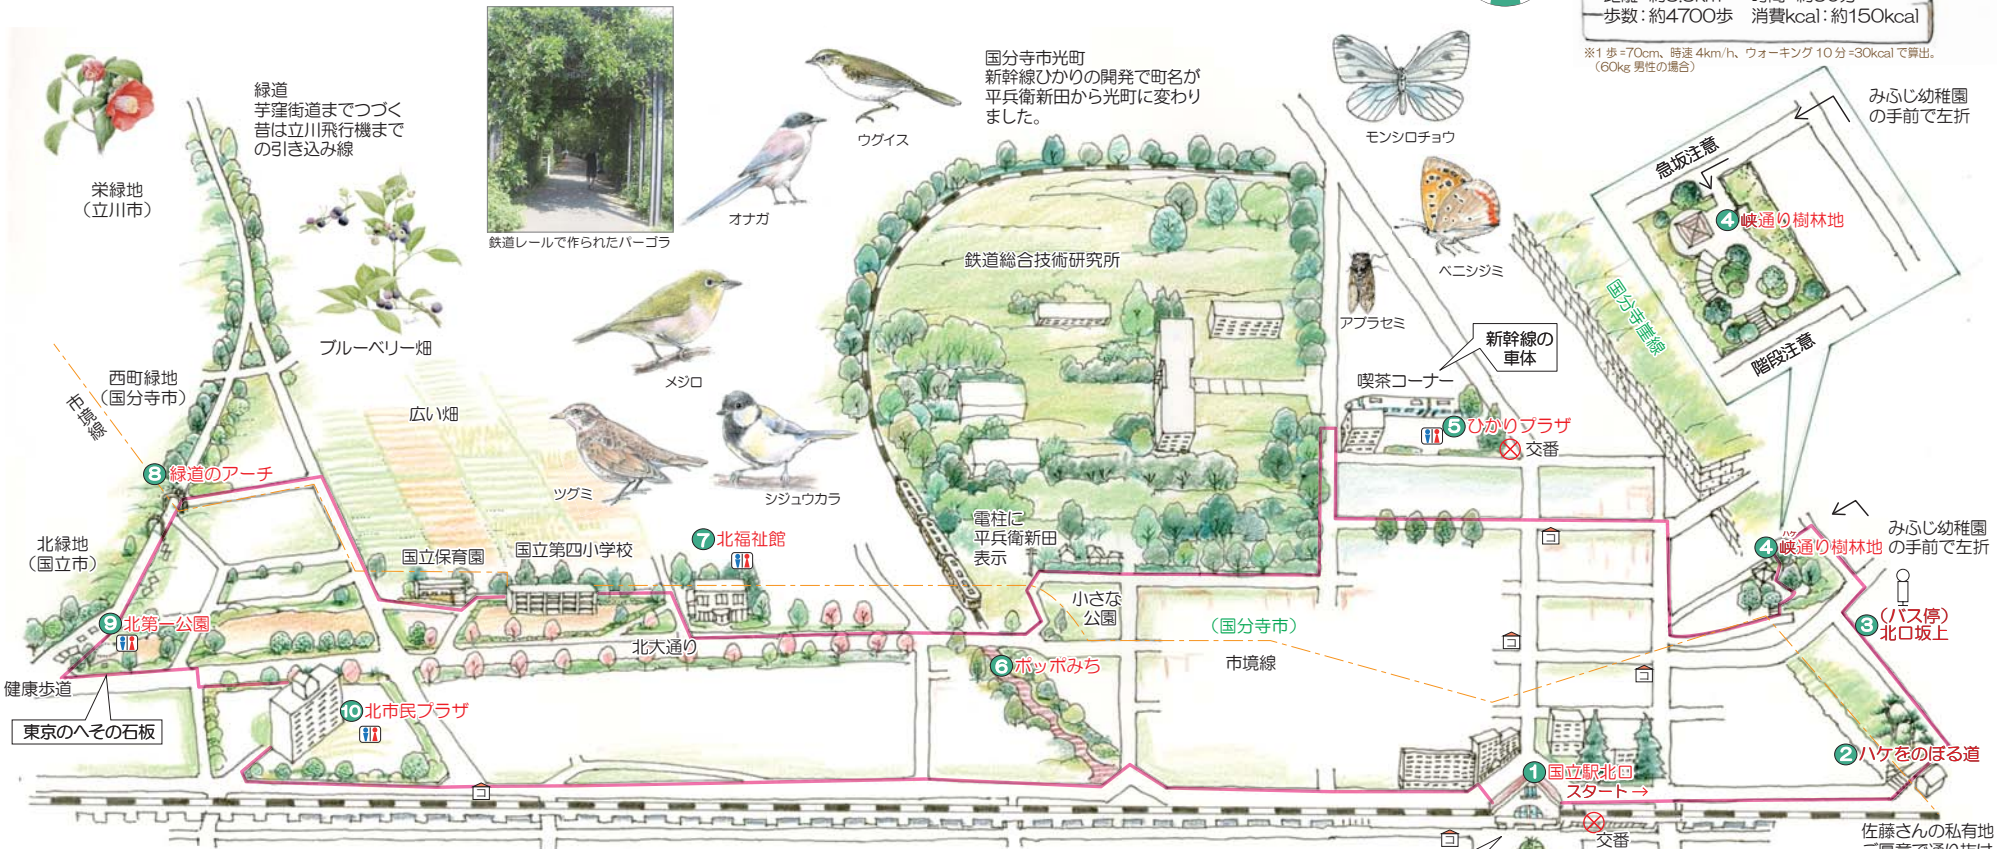 歩数：約4700歩　消費kcal：約150kcal
※1 歩=70cm、時速 4km/h、ウォーキング 10 分=30kcal で算出。
（60kg 男性の場合）
緑道
芋窪街道までつづく
昔は立川飛行機まで
の引き込み線
栄緑地
（立川市）
ブルーベリー畑
鉄道レールで作られたパーゴラ
ウグイス
オナガ
メジロ
ツグミ
シジュウカラ
国分寺市光町
新幹線ひかりの開発で町名が
平兵衛新田から光町に変わり
ました。
モンシロチョウ
ベニシジミ
アブラセミ
鉄道総合技術研究所
みふじ幼稚園
の手前で左折
急坂注意
④峡通り樹林地
階段注意
国分寺崖線
新幹線の
車体
喫茶コーナー
⑤ひかりプラザ
交番
西町緑地
（国分寺市）
市境線
広い畑
⑧緑道のアーチ
北緑地
（国立市）
国立保育園
国立第四小学校
⑦北福祉館
電柱に
平兵衛新田
表示
小さな
公園
（国分寺市）
市境線
ハケ
④峡通り樹林地
みふじ幼稚園
の手前で左折
③（バス停）
北口坂上
⑨北第一公園
北大通り
⑥ポッポみち
健康歩道
東京のへその石板
⑩北市民プラザ
②ハケをのぼる道
①国立駅北口
スタート→
コ
コ
コ
コ
コ
交番
佐藤さんの私有地